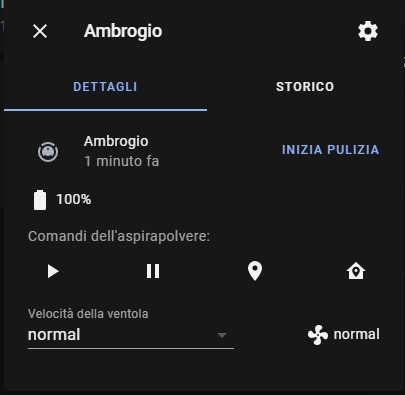 Ambrogio
DETTAGLI
STORICO
Ambrogio
1 minuto fa
INIZIA PULIZIA
100%
Comandi dell'aspirapolvere:
Velocità della ventola
normal
normal